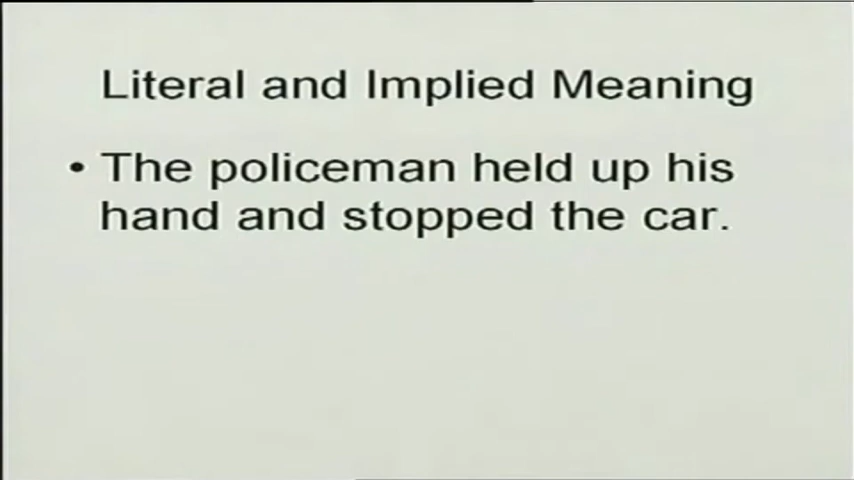 Literal and Implied Meaning
• The policeman held up his
hand and stopped the car.